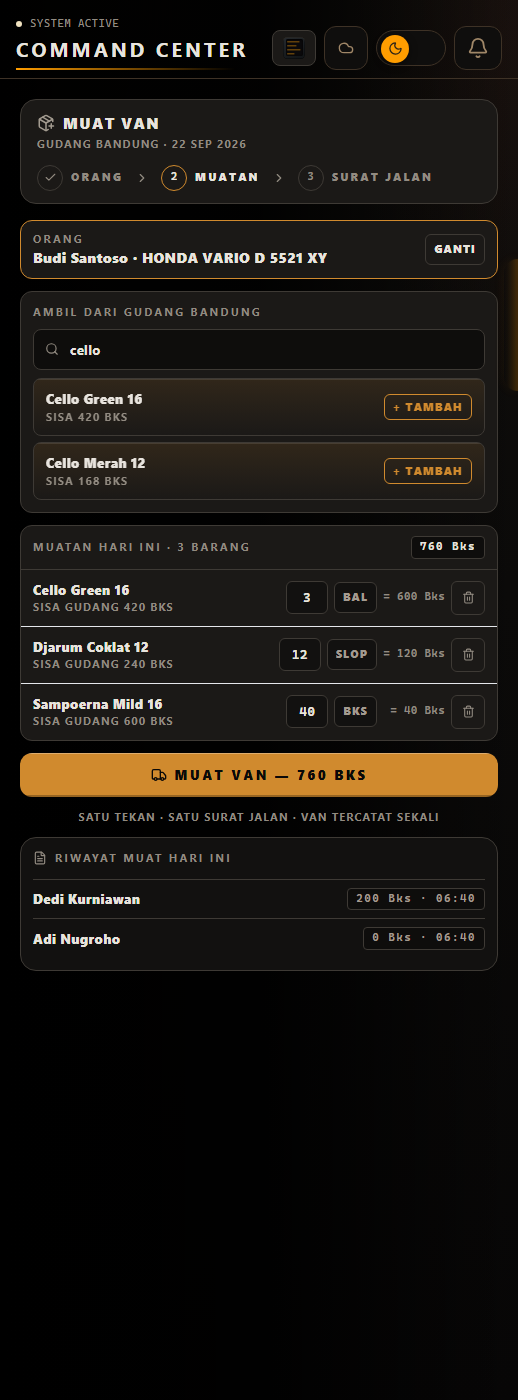 SYSTEM ACTIVE
COMMAND CENTER
MUAT VAN
GUDANG BANDUNG · 22 SEP 2026
ORANG
2 MUATAN
3 SURAT JALAN
ORANG
Budi Santoso · HONDA VARIO D 5521 XY
GANTI
AMBIL DARI GUDANG BANDUNG
cello
Cello Green 16
SISA 420 BKS
+ TAMBAH
Cello Merah 12
SISA 168 BKS
+ TAMBAH
MUATAN HARI INI · 3 BARANG
760 Bks
Cello Green 16
SISA GUDANG 420 BKS
3 BAL = 600 Bks
Djarum Coklat 12
SISA GUDANG 240 BKS
12 SLOP = 120 Bks
Sampoerna Mild 16
SISA GUDANG 600 BKS
40 BKS = 40 Bks
MUAT VAN — 760 BKS
SATU TEKAN · SATU SURAT JALAN · VAN TERCATAT SEKALI
RIWAYAT MUAT HARI INI
Dedi Kurniawan
200 Bks · 06:40
Adi Nugroho
0 Bks · 06:40